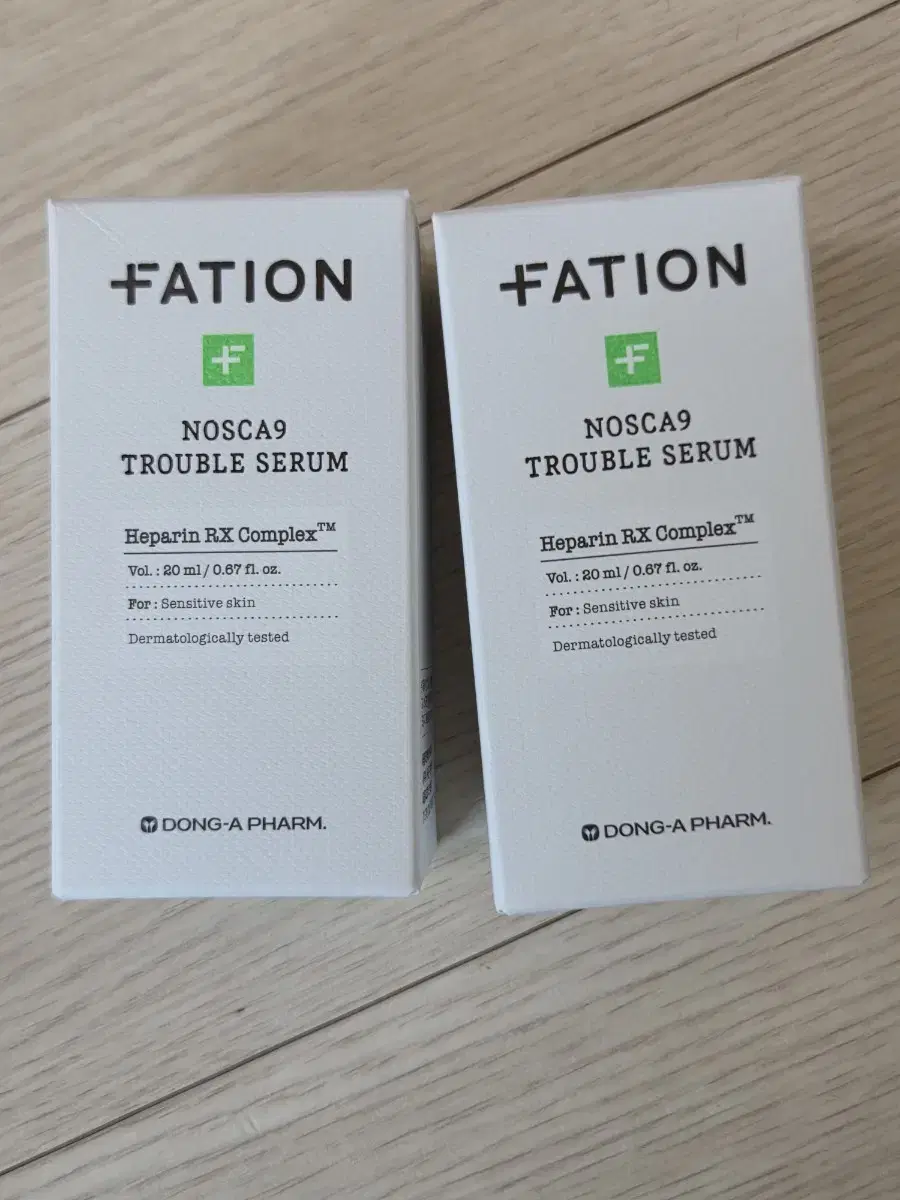 +FATION
+F
NOSCA9
TROUBLE SERUM
Heparin RX Complex™
Vol. : 20 ml / 0.67 fl. oz.
For : Sensitive skin
Dermatologically tested
DONG-A PHARM.
+FATION
+F
NOSCA9
TROUBLE SERUM
Heparin RX Complex™
Vol. : 20 ml / 0.67 fl. oz.
For : Sensitive skin
Dermatologically tested
DONG-A PHARM.